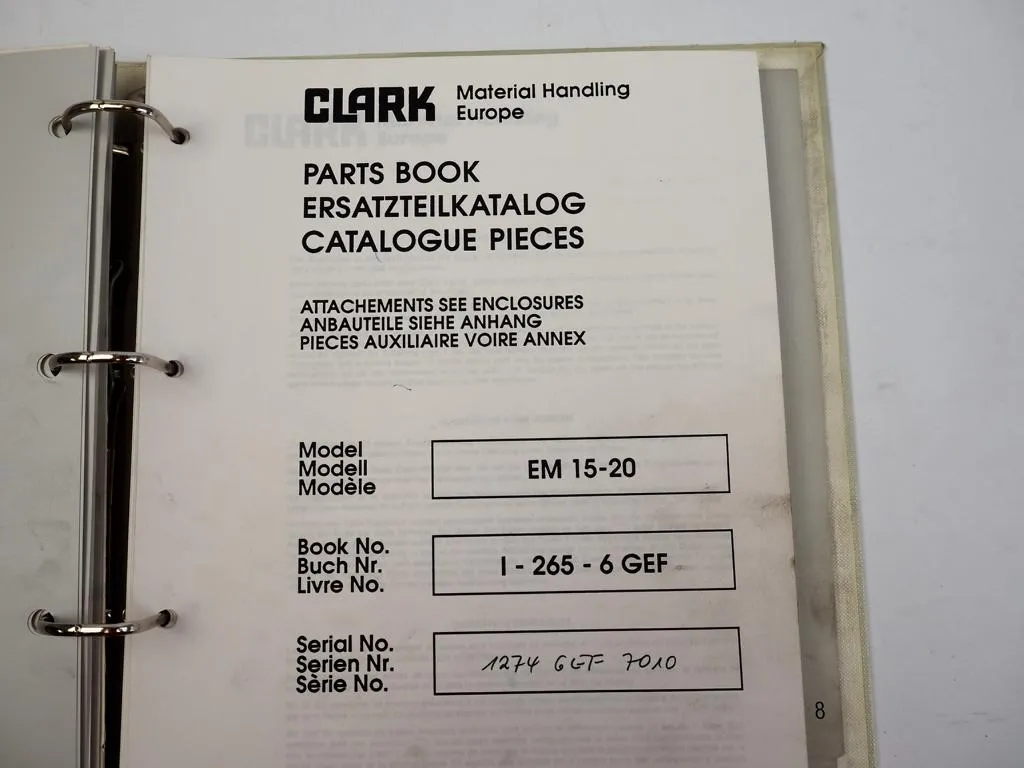 CLARK Material Handling
Europe
PARTS BOOK
ERSATZTEILKATALOG
CATALOGUE PIECES
ATTACHEMENTS SEE ENCLOSURES
ANBAUTEILE SIEHE ANHANG
PIECES AUXILIAIRE VOIRE ANNEX
Model
Modell
Modèle
EM 15-20
Book No.
Buch Nr.
Livre No.
I - 265 - 6 GEF
Serial No.
Serien Nr.
Sèrie No.
1274 GEF 7010
8